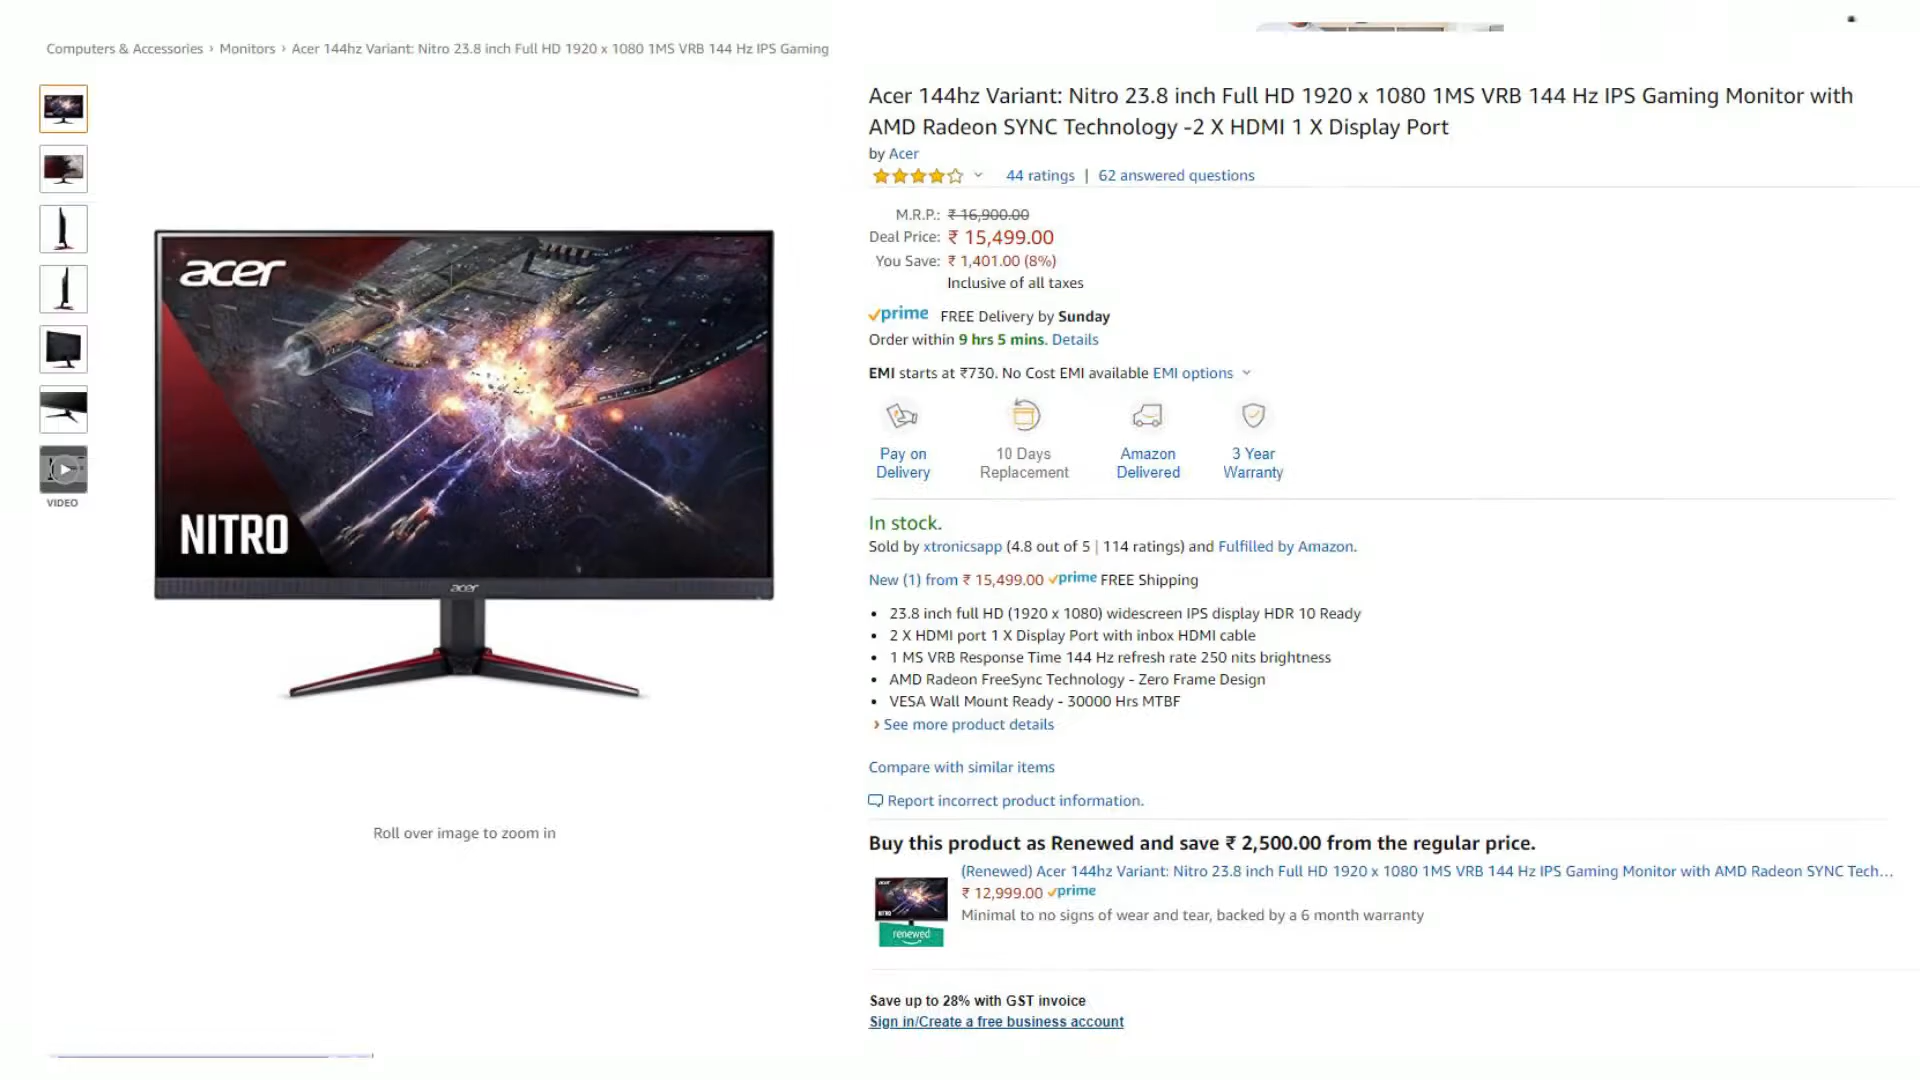 Computers & Accessories › Monitors › Acer 144hz Variant: Nitro 23.8 inch Full HD 1920 x 1080 1MS VRB 144 Hz IPS Gaming
VIDEO
acer
NITRO
acer
Roll over image to zoom in
Acer 144hz Variant: Nitro 23.8 inch Full HD 1920 x 1080 1MS VRB 144 Hz IPS Gaming Monitor with
AMD Radeon SYNC Technology -2 X HDMI 1 X Display Port
by Acer
44 ratings | 62 answered questions
M.R.P.: ₹ 16,900.00
Deal Price: ₹ 15,499.00
You Save: ₹ 1,401.00 (8%)
Inclusive of all taxes
prime FREE Delivery by Sunday
Order within 9 hrs 5 mins. Details
EMI starts at ₹730. No Cost EMI available EMI options
Pay on
Delivery
10 Days
Replacement
Amazon
Delivered
3 Year
Warranty
In stock.
Sold by xtronicsapp (4.8 out of 5 | 114 ratings) and Fulfilled by Amazon.
New (1) from ₹ 15,499.00 prime FREE Shipping
• 23.8 inch full HD (1920 x 1080) widescreen IPS display HDR 10 Ready
• 2 X HDMI port 1 X Display Port with inbox HDMI cable
• 1 MS VRB Response Time 144 Hz refresh rate 250 nits brightness
• AMD Radeon FreeSync Technology - Zero Frame Design
• VESA Wall Mount Ready - 30000 Hrs MTBF
› See more product details
Compare with similar items
Report incorrect product information.
Buy this product as Renewed and save ₹ 2,500.00 from the regular price.
(Renewed) Acer 144hz Variant: Nitro 23.8 inch Full HD 1920 x 1080 1MS VRB 144 Hz IPS Gaming Monitor with AMD Radeon SYNC Tech...
₹ 12,999.00 prime
Minimal to no signs of wear and tear, backed by a 6 month warranty
renewed
Save up to 28% with GST invoice
Sign in/Create a free business account